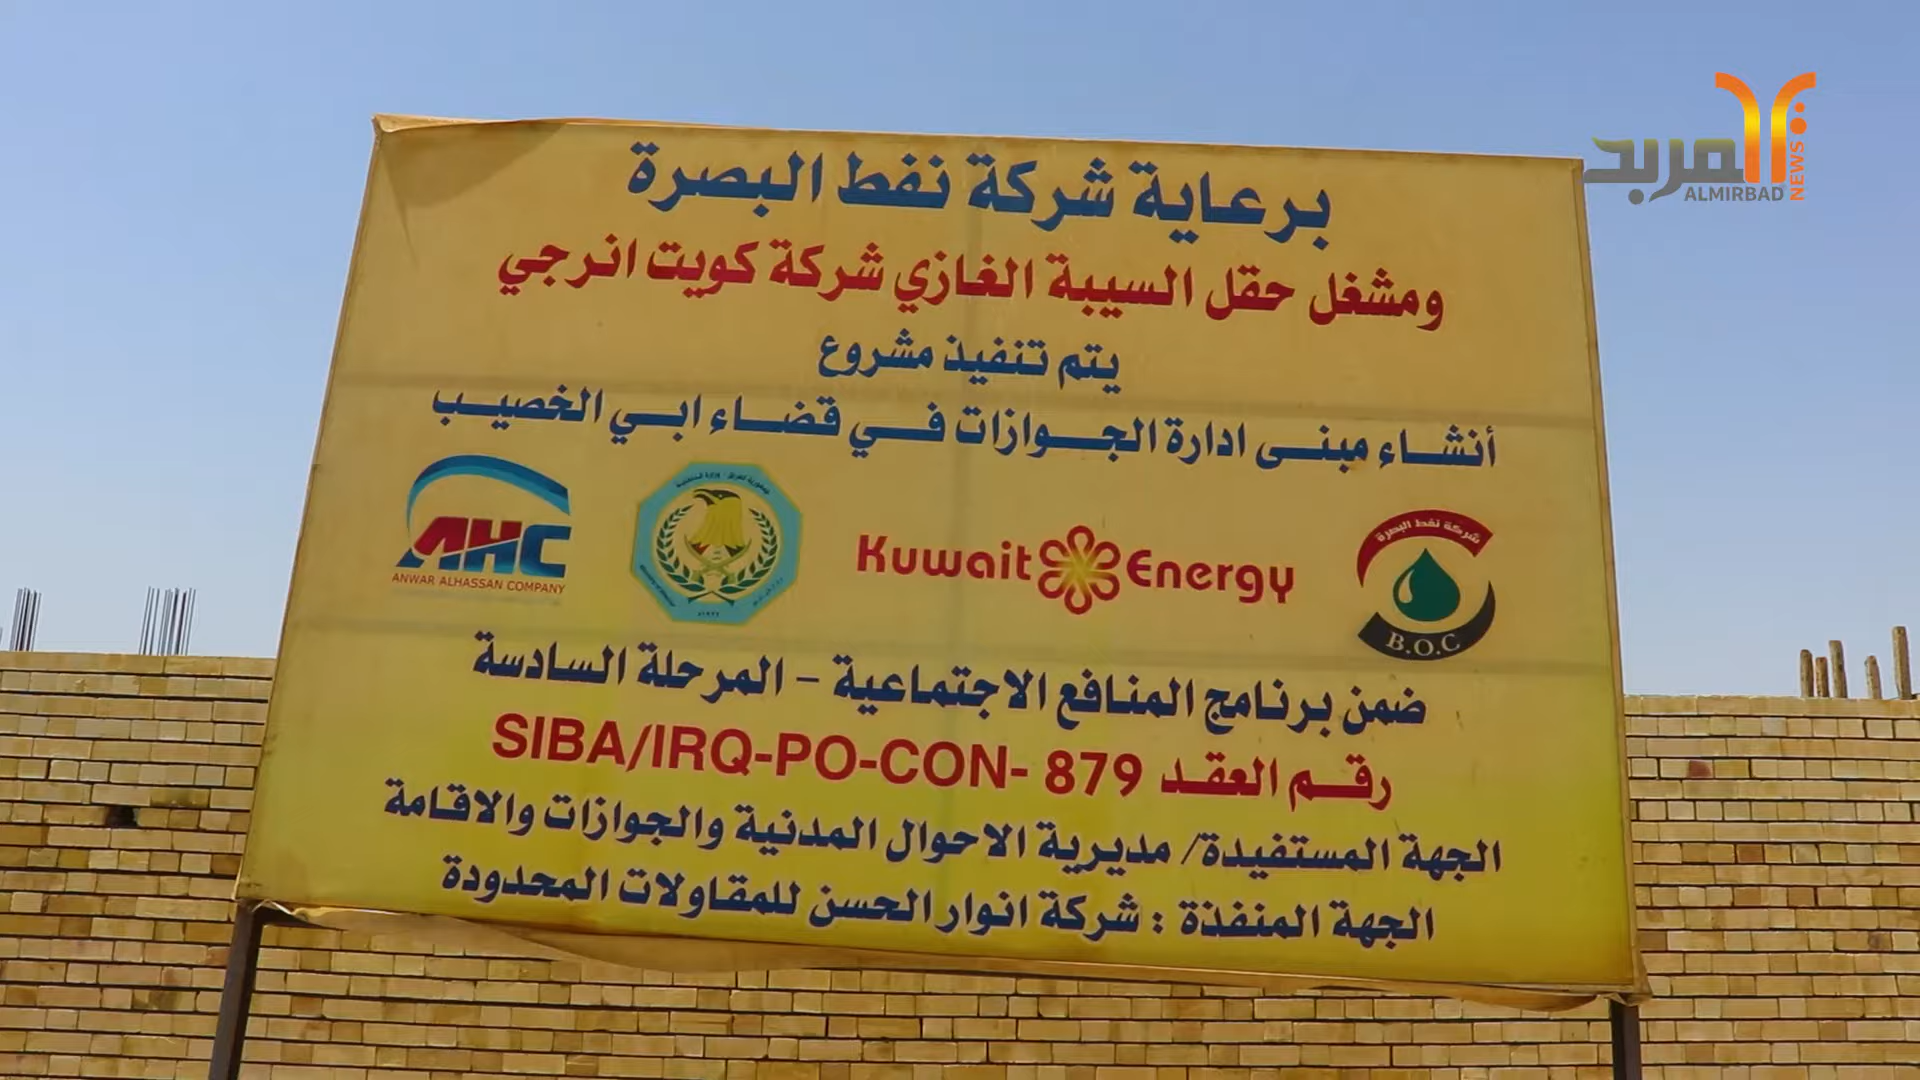 المربد
ALMIRBAD
NEWS
برعاية شركة نفط البصرة
ومشغل حقل السيبة الغازي شركة كويت انرجي
يتم تنفيذ مشروع
أنشاء مبنى ادارة الجوازات في قضاء ابي الخصيب
شركة نفط البصرة
B.O.C
Kuwait Energy
AHC
ANWAR ALHASSAN COMPANY
ضمن برنامج المنافع الاجتماعية - المرحلة السادسة
رقم العقد SIBA/IRQ-PO-CON- 879
الجهة المستفيدة/ مديرية الاحوال المدنية والجوازات والاقامة
الجهة المنفذة : شركة انوار الحسن للمقاولات المحدودة